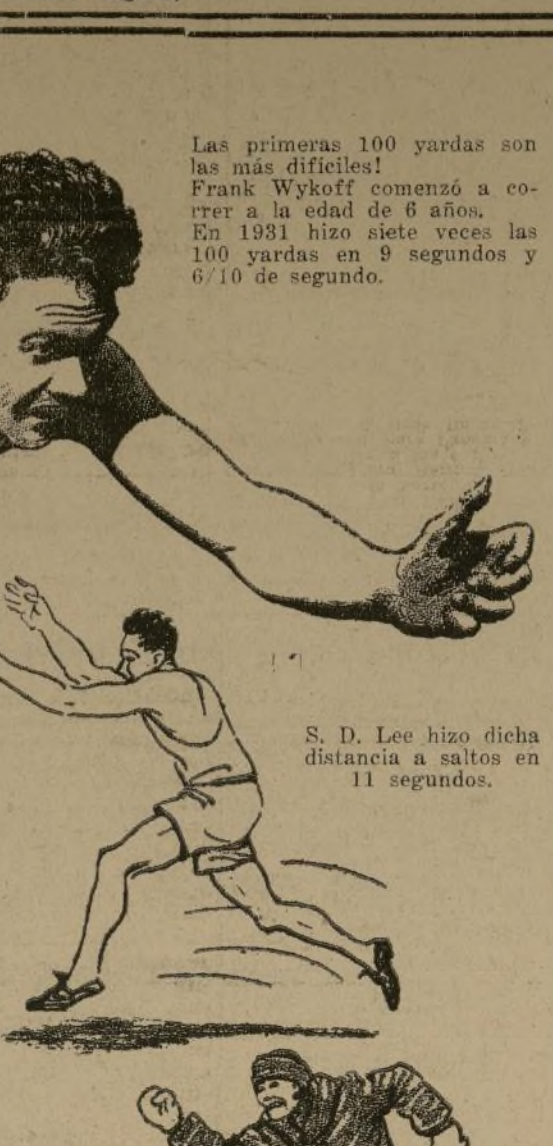 Las primeras 100 yardas son
las más difíciles!
Frank Wykoff comenzó a co-
rrer a la edad de 6 años.
En 1931 hizo siete veces las
100 yardas en 9 segundos y
6/10 de segundo.
S. D. Lee hizo dicha
distancia a saltos en
11 segundos.